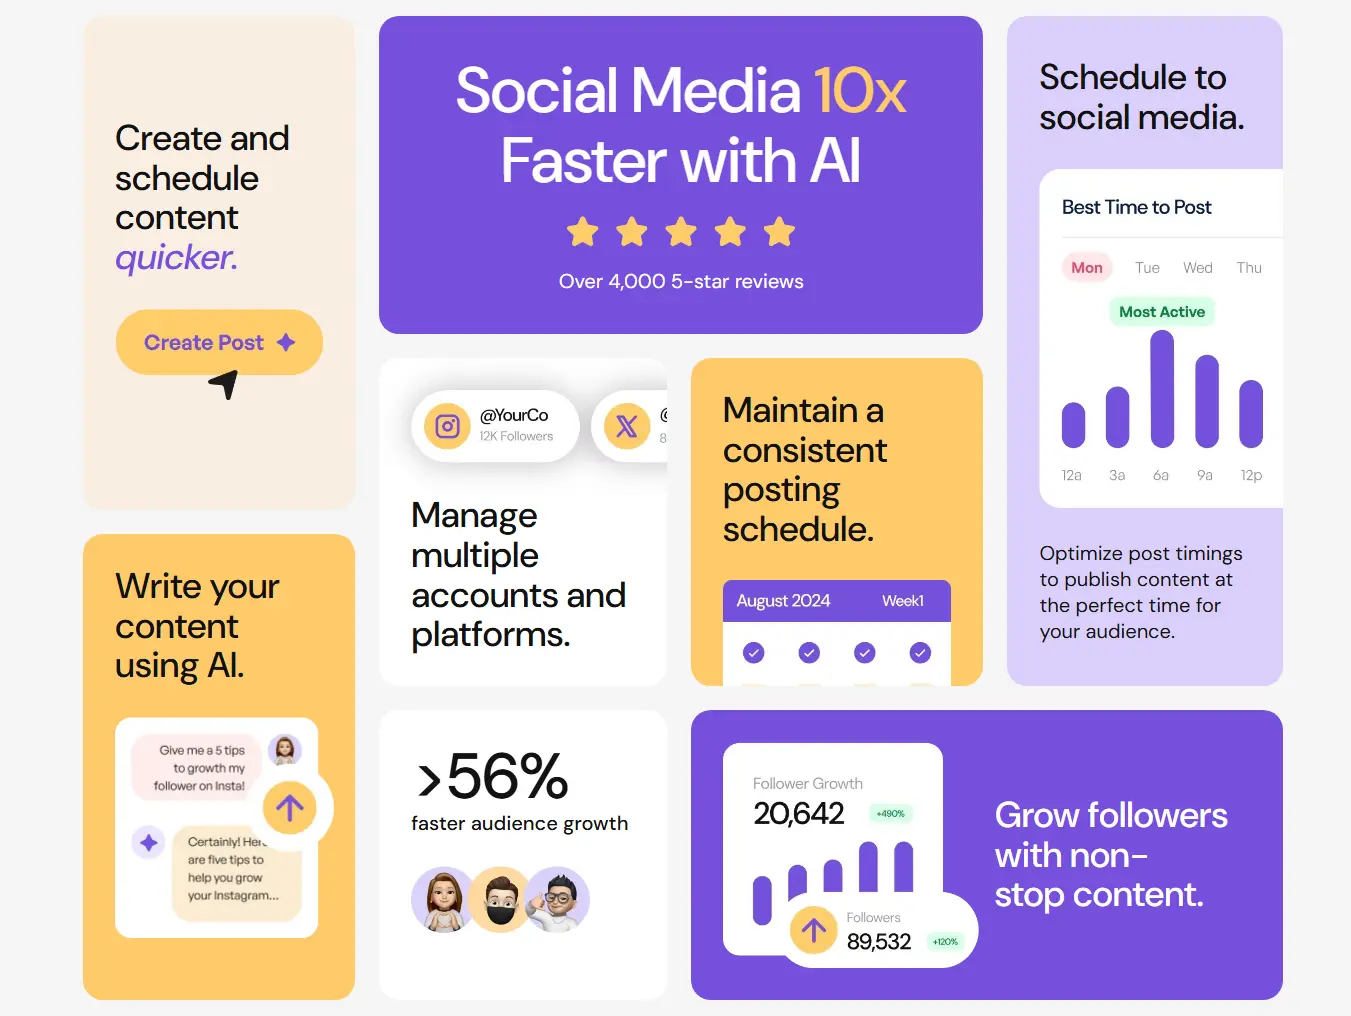 Create and
schedule
content
quicker.
Create Post
Social Media 10x
Faster with AI
Over 4,000 5-star reviews
Schedule to
social media.
Best Time to Post
Mon Tue Wed Thu
Most Active
12a 3a 6a 9a 12p
Optimize post timings
to publish content at
the perfect time for
your audience.
@YourCo
12K Followers
@
8
Manage
multiple
accounts and
platforms.
Maintain a
consistent
posting
schedule.
August 2024 Week1
Write your
content
using AI.
Give me a 5 tips
to growth my
follower on Insta!
Certainly! Here
are five tips to
help you grow
your Instagram...
>56%
faster audience growth
Follower Growth
20,642 +490%
Followers
89,532 +120%
Grow followers
with non-
stop content.